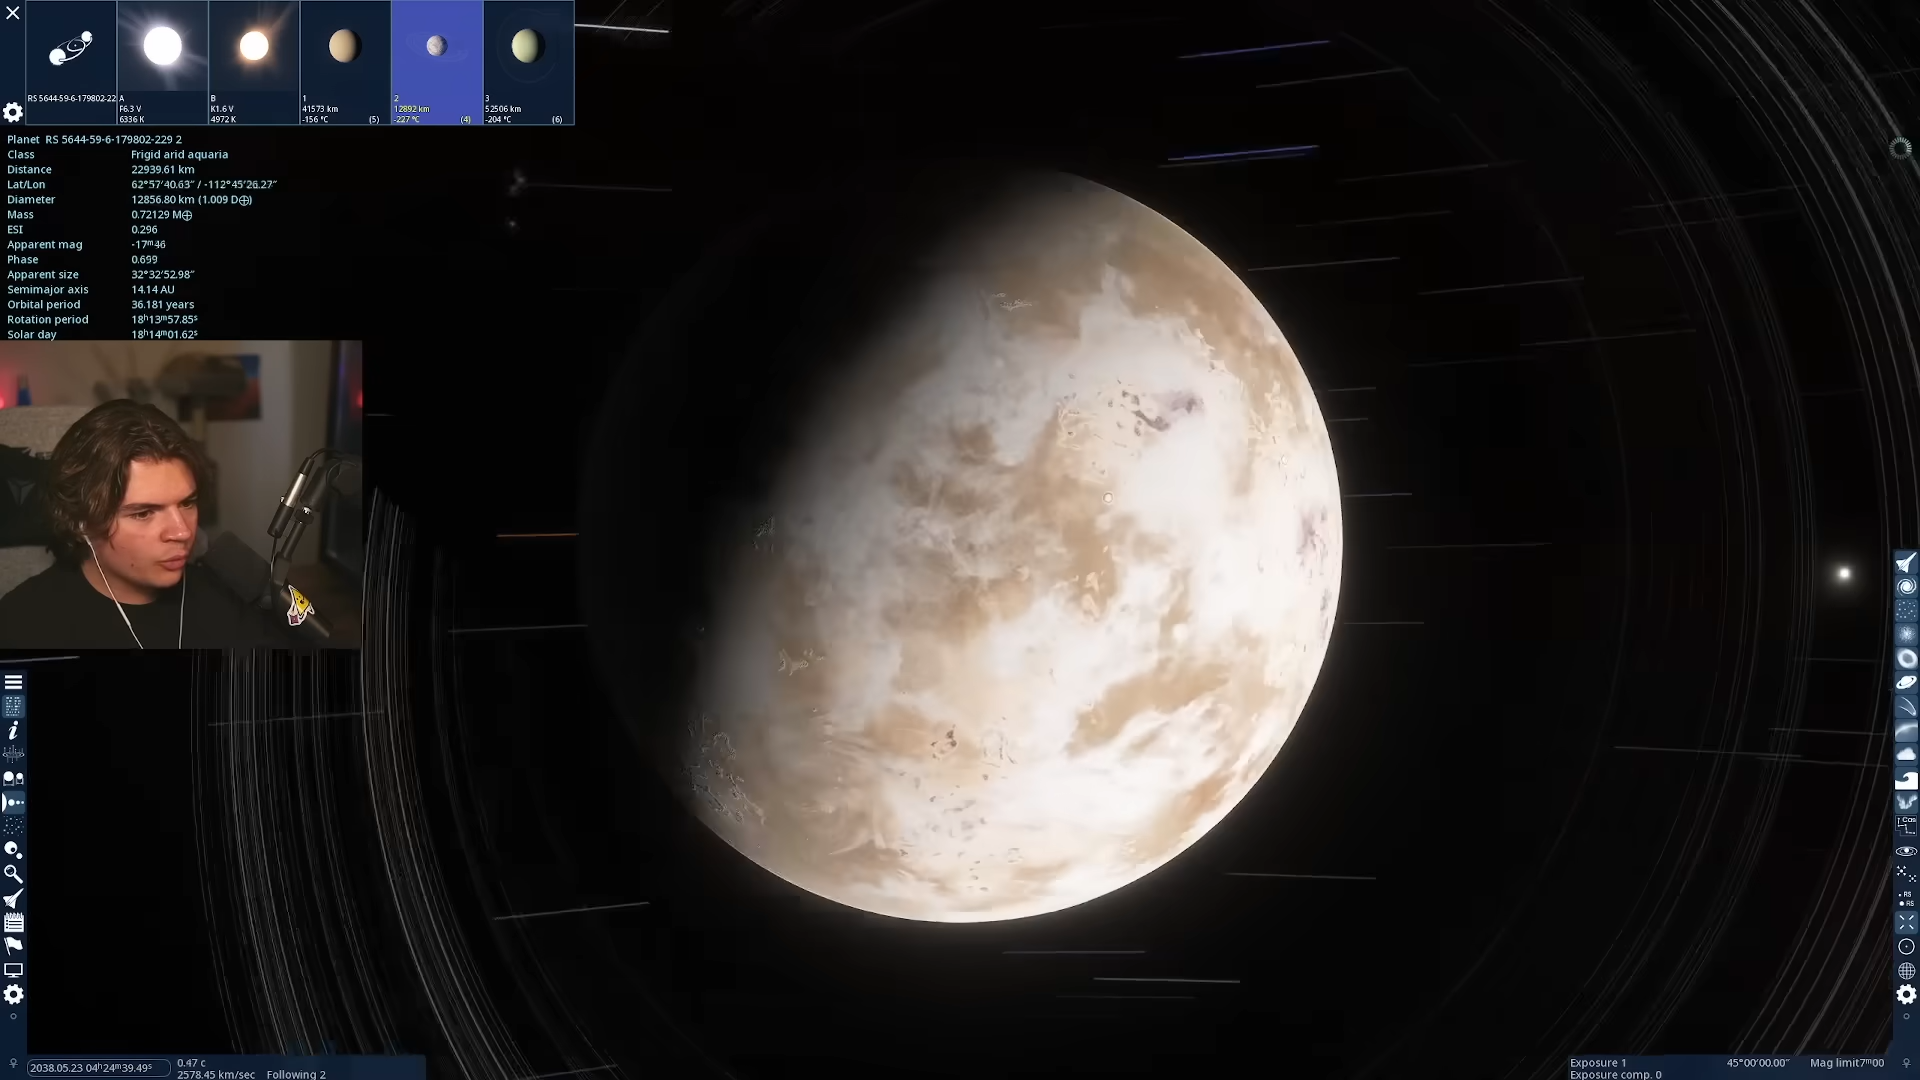 RS 5644-59-6-179802-22
A
F6.3 V
6336 K
B
K1.6 V
4972 K
1
41573 km
-156 °C (5)
2
12892 km
-227 °C (4)
3
52506 km
-204 °C (6)
Planet RS 5644-59-6-179802-229 2
Class Frigid arid aquaria
Distance 22939.61 km
Lat/Lon 62°57′40.63″ / -112°45′26.27″
Diameter 12856.80 km (1.009 D⊕)
Mass 0.72129 M⊕
ESI 0.296
Apparent mag -17ᵐ46
Phase 0.699
Apparent size 32°32′52.98″
Semimajor axis 14.14 AU
Orbital period 36.181 years
Rotation period 18ʰ13ᵐ57.85ˢ
Solar day 18ʰ14ᵐ01.62ˢ
RS
RS
2038.05.23 04ʰ24ᵐ39.49ˢ
0.47 c
2578.45 km/sec Following 2
Exposure 1 45°00′00.00″ Mag limit 7ᵐ00
Exposure comp. 0